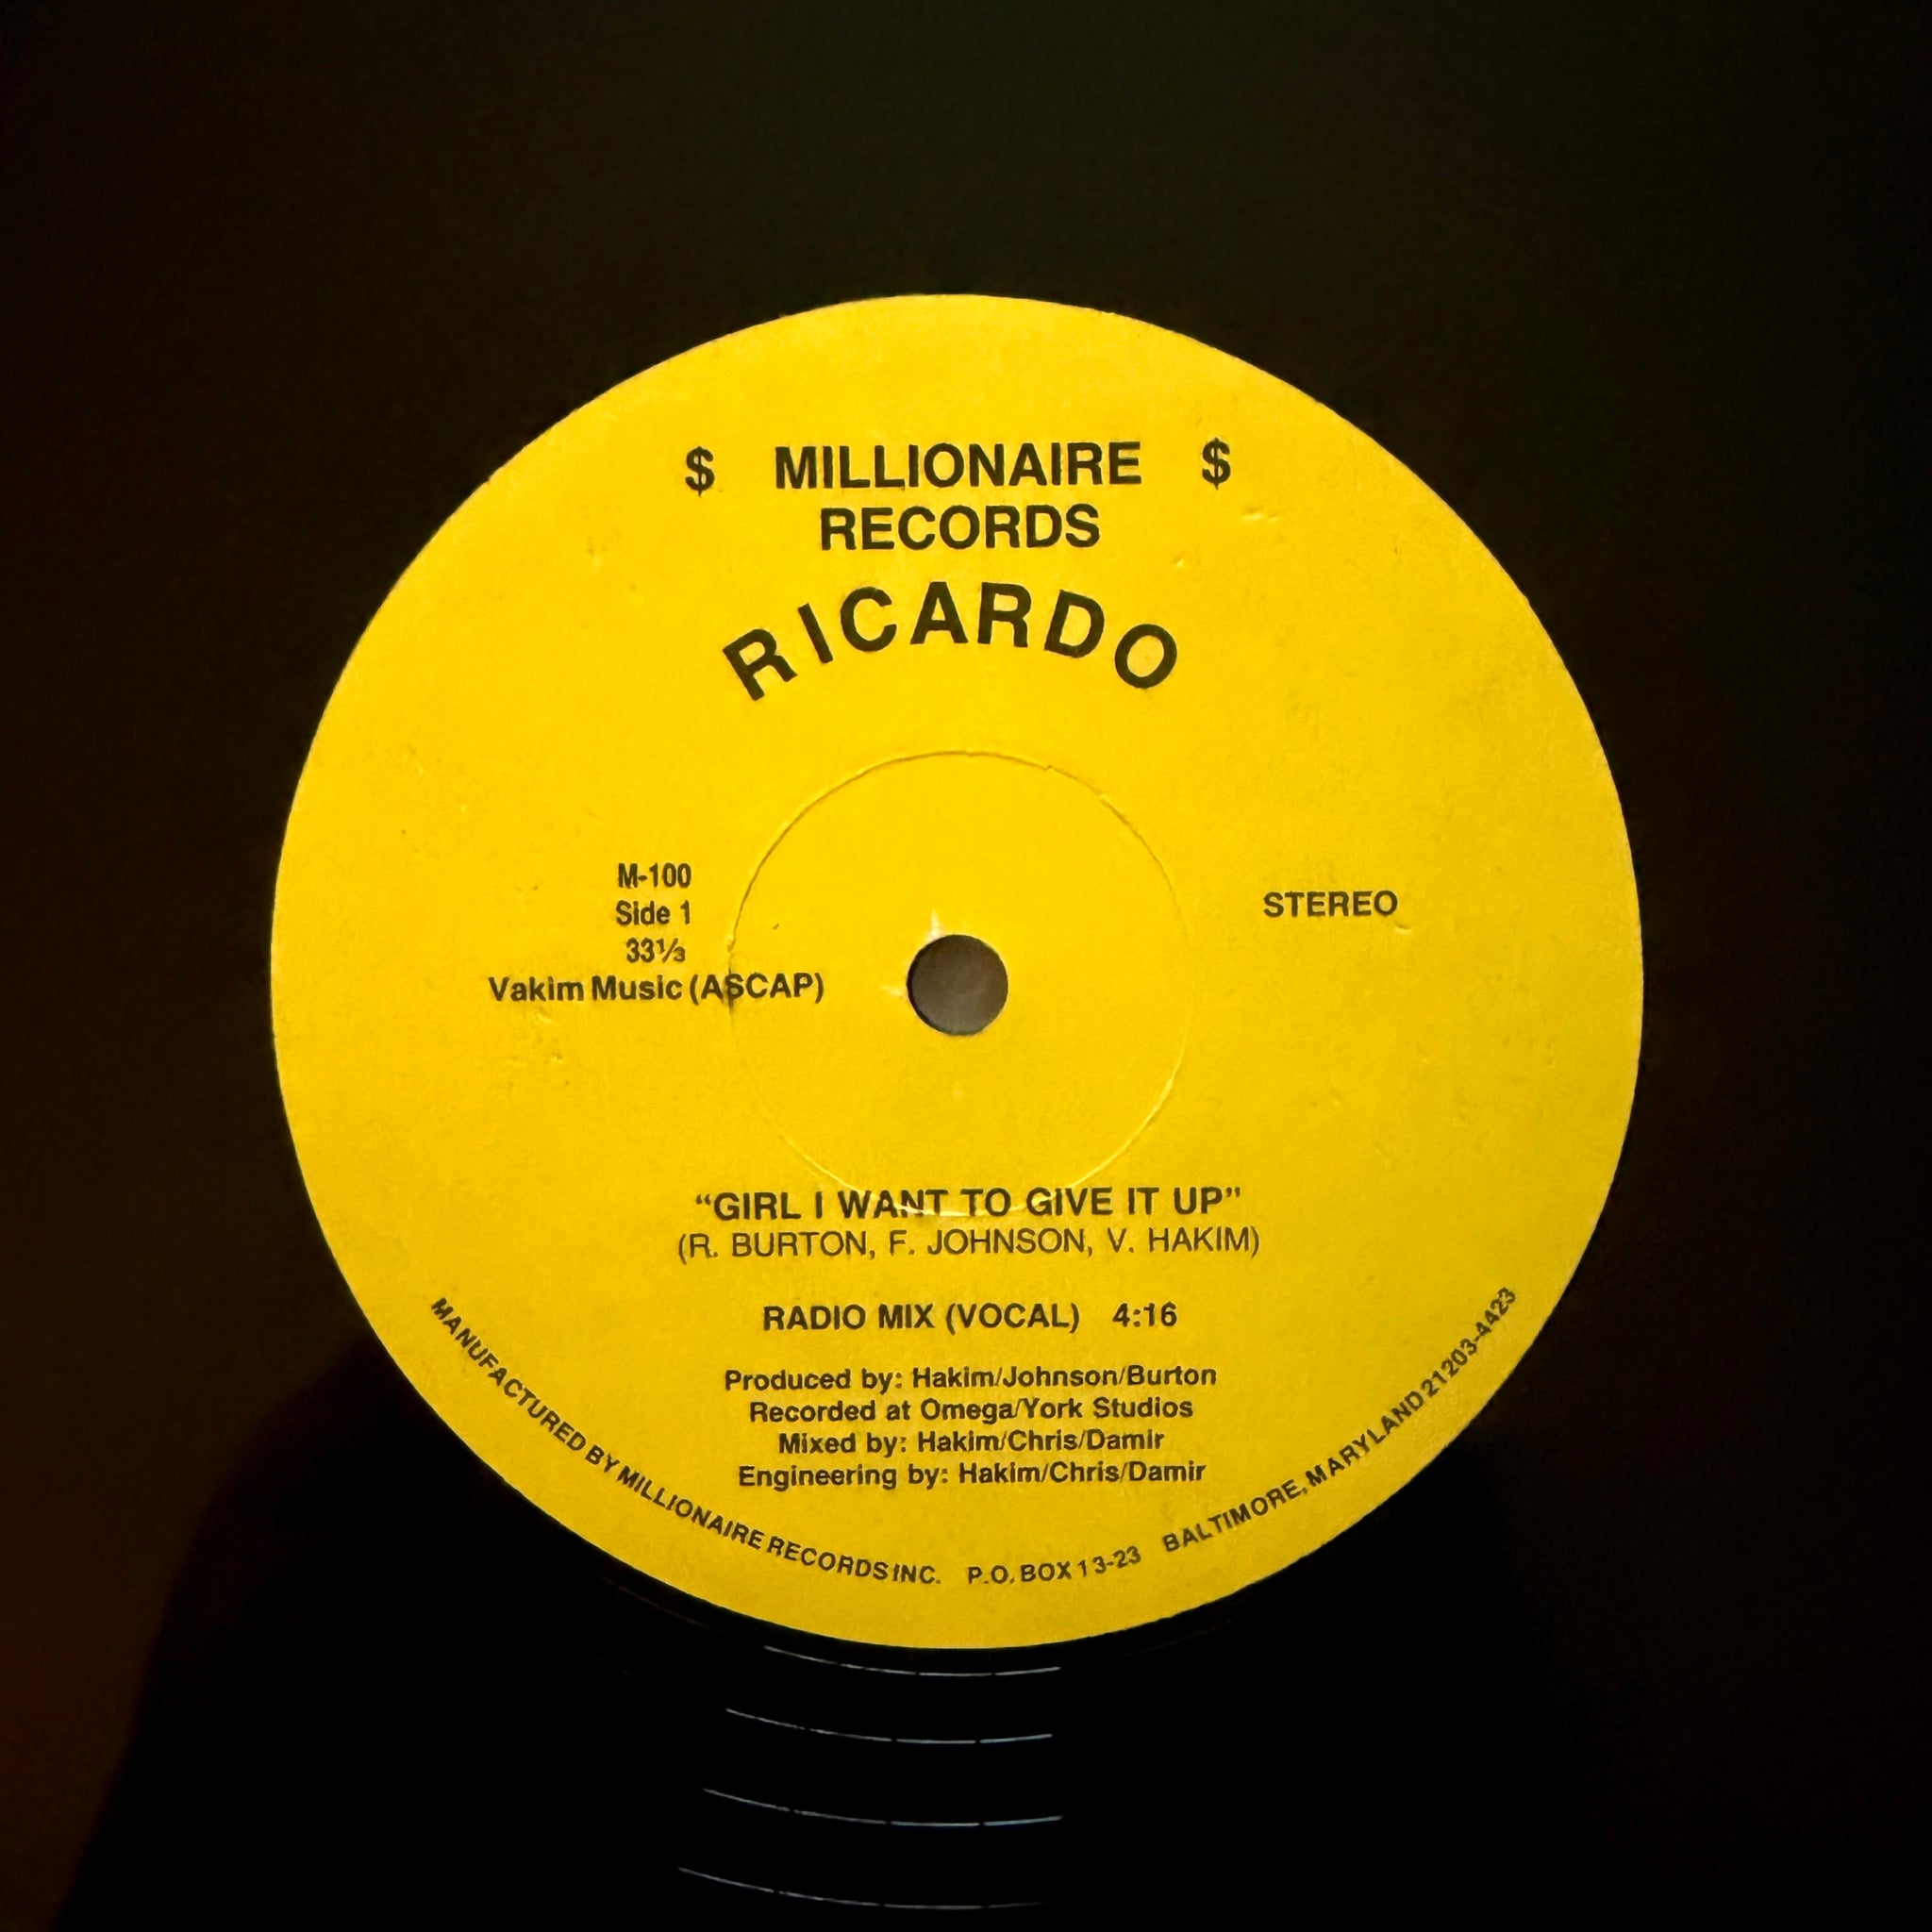 $ MILLIONAIRE $
RECORDS
RICARDO
M-100
Side 1
33⅓
Vakim Music (ASCAP)
STEREO
“GIRL I WANT TO GIVE IT UP”
(R. BURTON, F. JOHNSON, V. HAKIM)
RADIO MIX (VOCAL) 4:16
Produced by: Hakim/Johnson/Burton
Recorded at Omega/York Studios
Mixed by: Hakim/Chris/Damir
Engineering by: Hakim/Chris/Damir
MANUFACTURED BY MILLIONAIRE RECORDS INC. P.O. BOX 13-23 BALTIMORE, MARYLAND 21203-4423